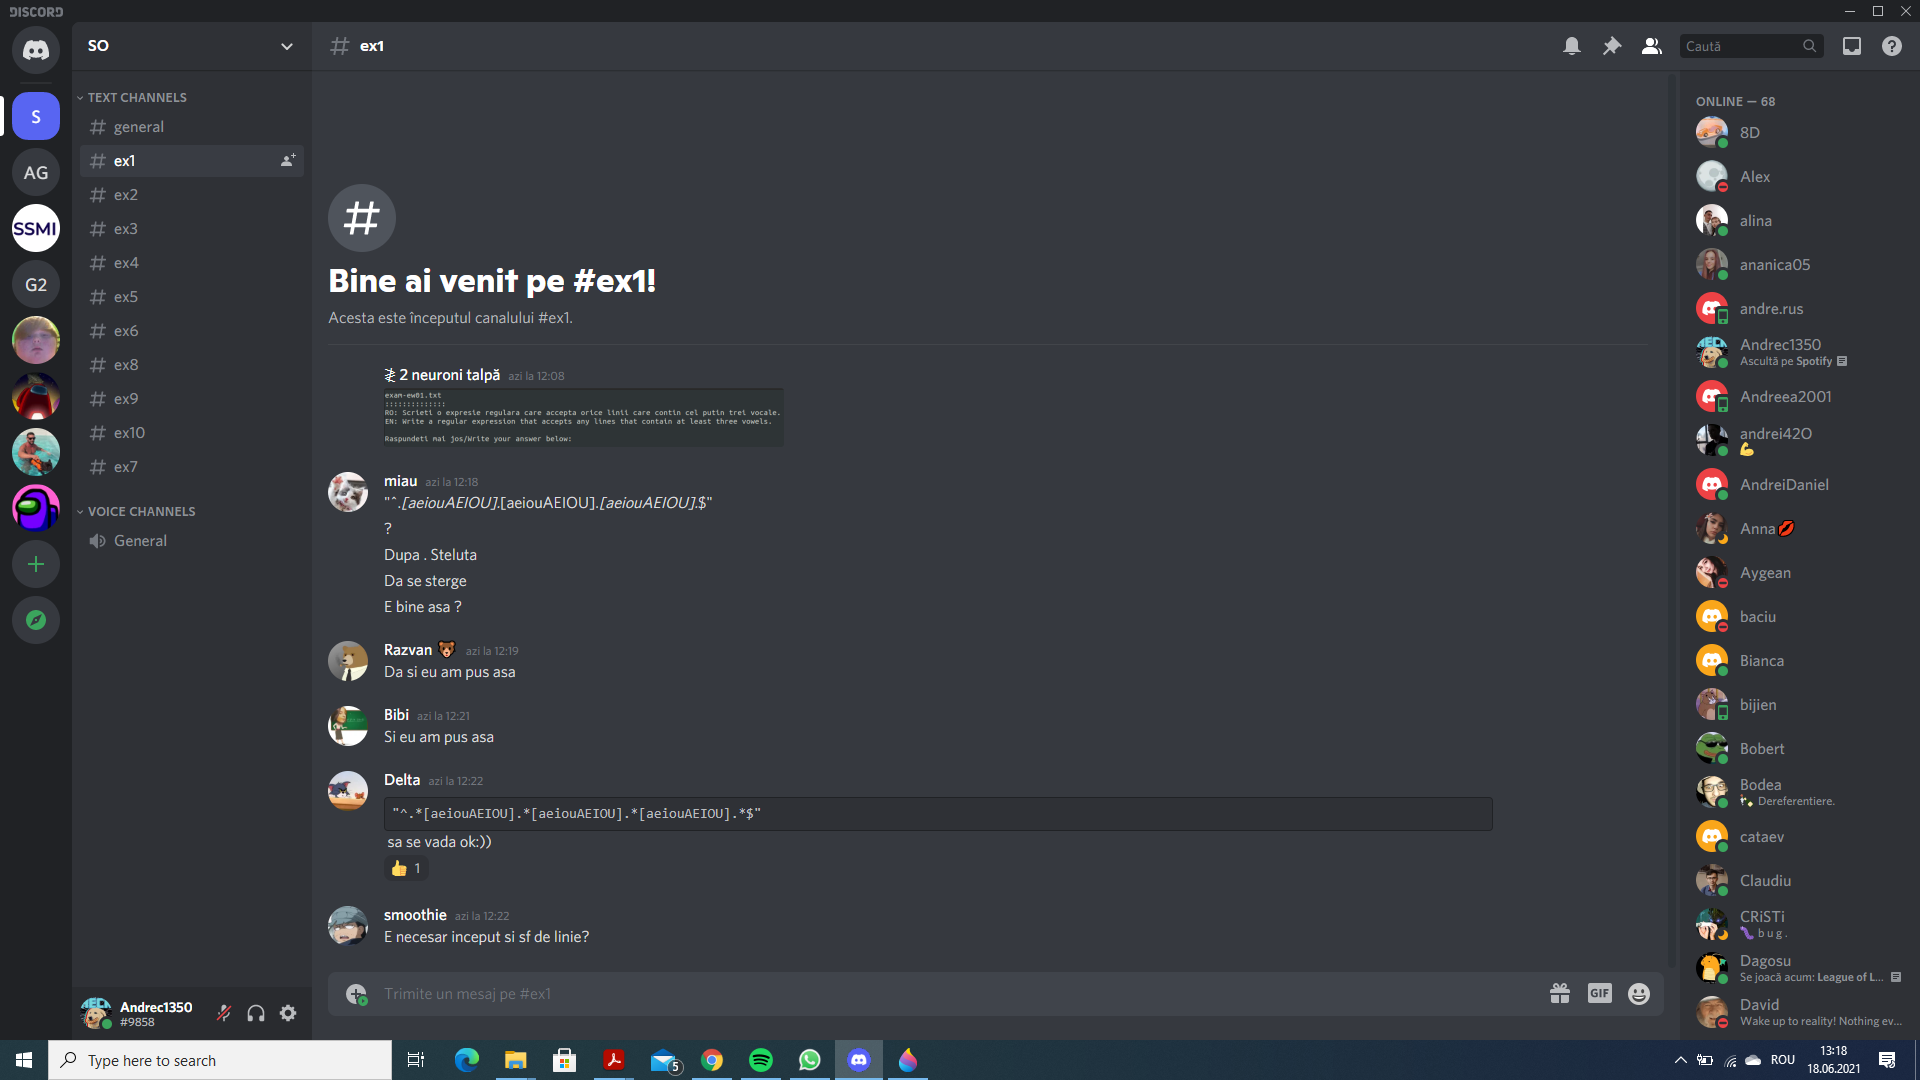 DISCORD
S
AG
SSMI
G2
SO
TEXT CHANNELS
general
ex1
ex2
ex3
ex4
ex5
ex6
ex8
ex9
ex10
ex7
VOICE CHANNELS
General
Andrec1350
#9858
ex1
Caută
Bine ai venit pe #ex1!
Acesta este începutul canalului #ex1.
2 neuroni talpă azi la 12:08
exam-ew01.txt
::::::::::::::
RO: Scrieti o expresie regulara care accepta orice linii care contin cel putin trei vocale.
EN: Write a regular expression that accepts any lines that contain at least three vowels.
Raspundeti mai jos/Write your answer below:
miau azi la 12:18
"^.[aeiouAEIOU].[aeiouAEIOU].[aeiouAEIOU].$"
?
Dupa . Steluta
Da se sterge
E bine asa ?
Razvan azi la 12:19
Da si eu am pus asa
Bibi azi la 12:21
Si eu am pus asa
Delta azi la 12:22
"^.*[aeiouAEIOU].*[aeiouAEIOU].*[aeiouAEIOU].*$"
sa se vada ok:))
👍 1
smoothie azi la 12:22
E necesar inceput si sf de linie?
Trimite un mesaj pe #ex1
GIF
ONLINE — 68
8D
Alex
alina
ananica05
andre.rus
Andrec1350
Ascultă pe Spotify
Andreea2001
andrei42O
💪
AndreiDaniel
Anna💋
Aygean
baciu
Bianca
bijien
Bobert
Bodea
Dereferentiere.
cataev
Claudiu
CRiSTi
b u g .
Dagosu
Se joacă acum: League of L...
David
Wake up to reality! Nothing ev...
Type here to search
5
ROU
13:18
18.06.2021